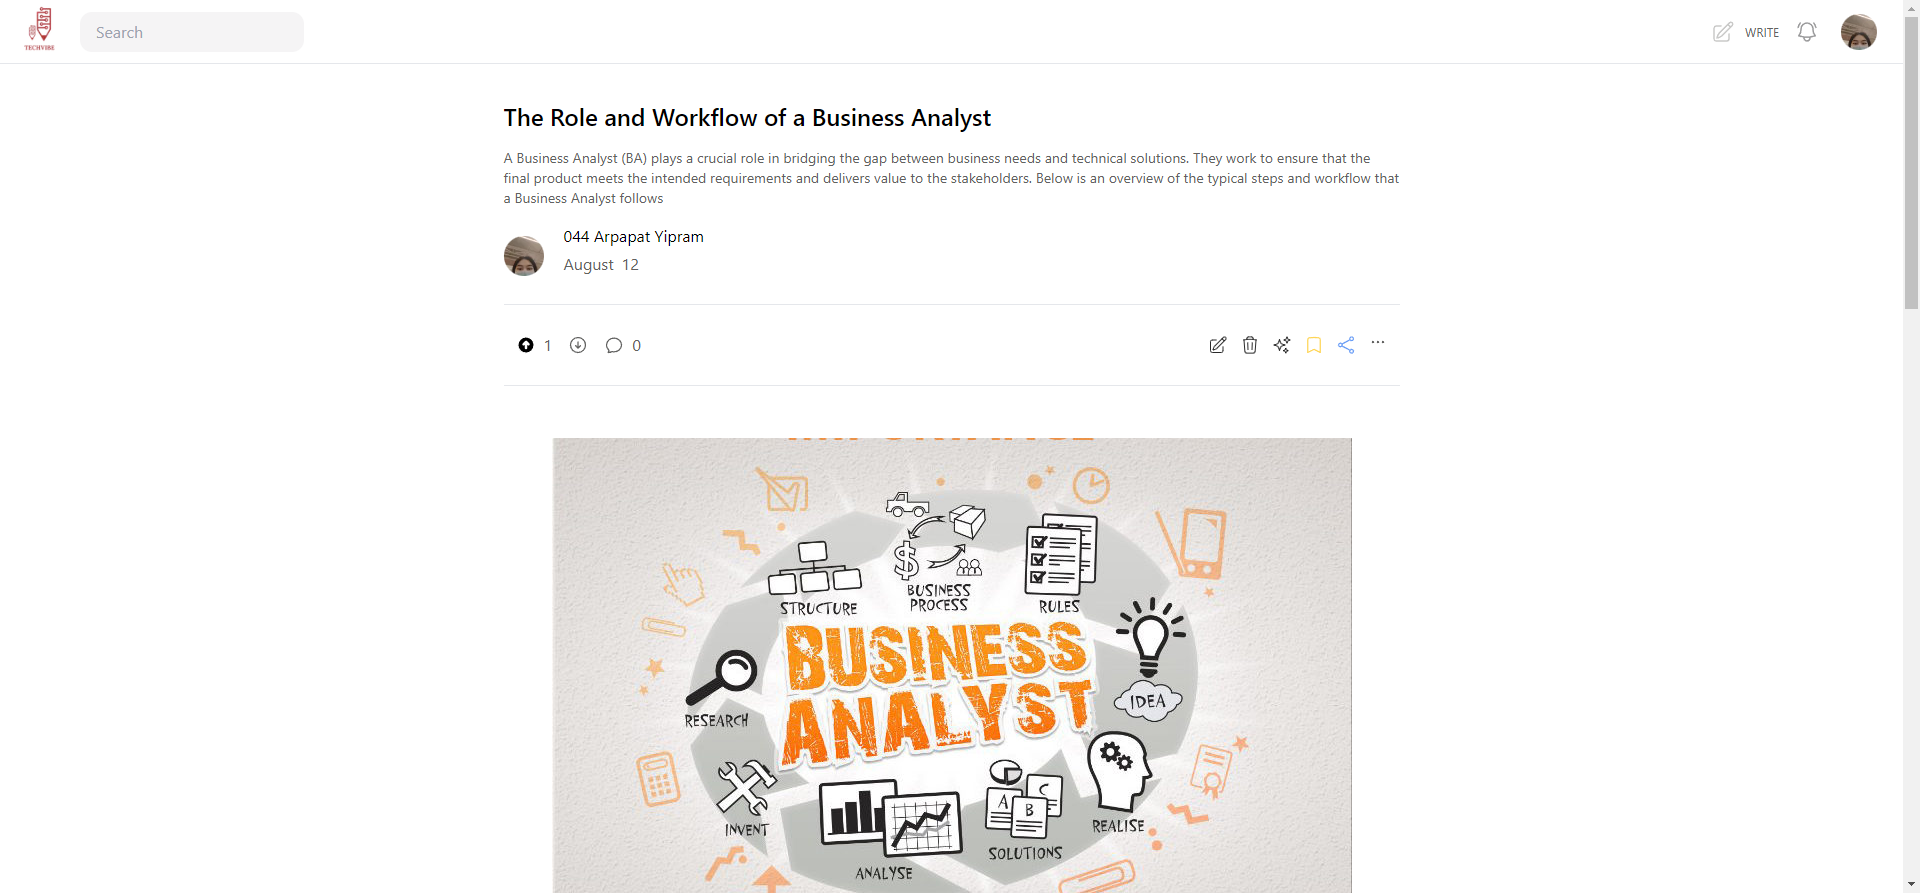 TECHVIBE
Search
WRITE
The Role and Workflow of a Business Analyst
A Business Analyst (BA) plays a crucial role in bridging the gap between business needs and technical solutions. They work to ensure that the
final product meets the intended requirements and delivers value to the stakeholders. Below is an overview of the typical steps and workflow that
a Business Analyst follows
044 Arpapat Yipram
August 12
1
0
STRUCTURE
BUSINESS
PROCESS
RULES
BUSINESS
ANALYST
IDEA
RESEARCH
INVENT
ANALYSE
A
B
C
SOLUTIONS
REALISE